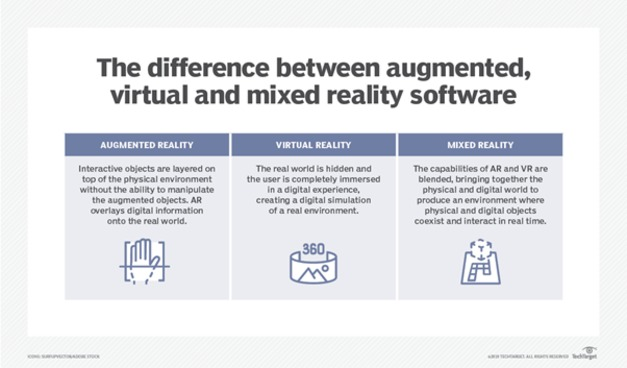 The difference between augmented,
virtual and mixed reality software
AUGMENTED REALITY
Interactive objects are layered on
top of the physical environment
without the ability to manipulate
the augmented objects. AR
overlays digital information
onto the real world.
VIRTUAL REALITY
The real world is hidden and
the user is completely immersed
in a digital experience,
creating a digital simulation
of a real environment.
360
MIXED REALITY
The capabilities of AR and VR are
blended, bringing together the
physical and digital world to
produce an environment where
physical and digital objects
coexist and interact in real time.
ALL RIGHTS RESERVED
TechTarget